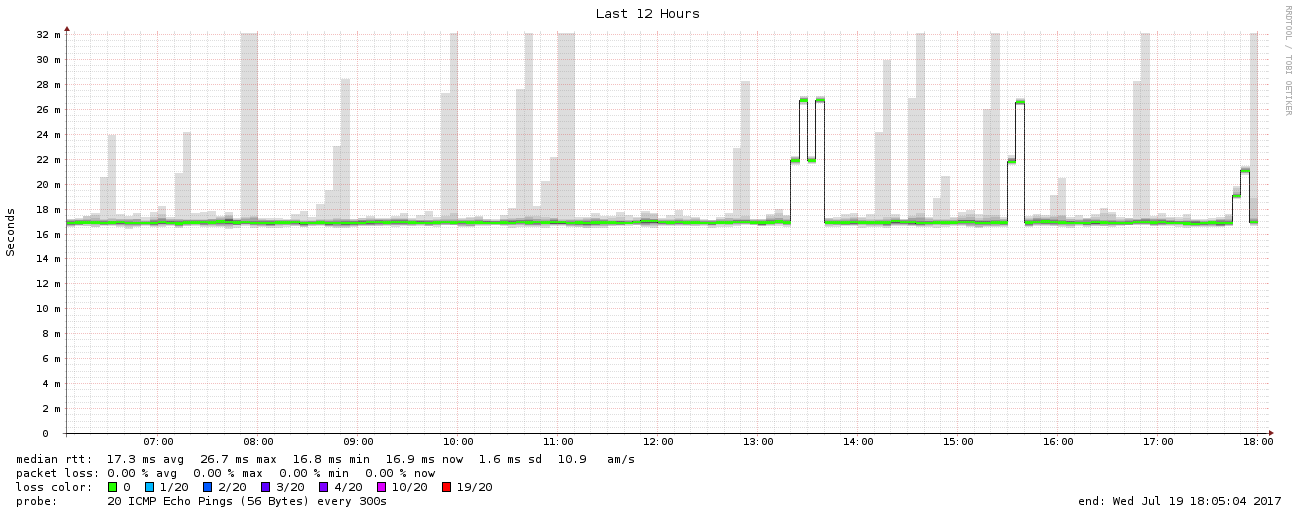 Last 12 Hours
RRDTOOL / TOBI OETIKER
Seconds
32 m
30 m
28 m
26 m
24 m
22 m
20 m
18 m
16 m
14 m
12 m
10 m
8 m
6 m
4 m
2 m
0
07:00 08:00 09:00 10:00 11:00 12:00 13:00 14:00 15:00 16:00 17:00 18:00
median rtt: 17.3 ms avg 26.7 ms max 16.8 ms min 16.9 ms now 1.6 ms sd 10.9 am/s
packet loss: 0.00 % avg 0.00 % max 0.00 % min 0.00 % now
loss color: 0 1/20 2/20 3/20 4/20 10/20 19/20
probe: 20 ICMP Echo Pings (56 Bytes) every 300s end: Wed Jul 19 18:05:04 2017